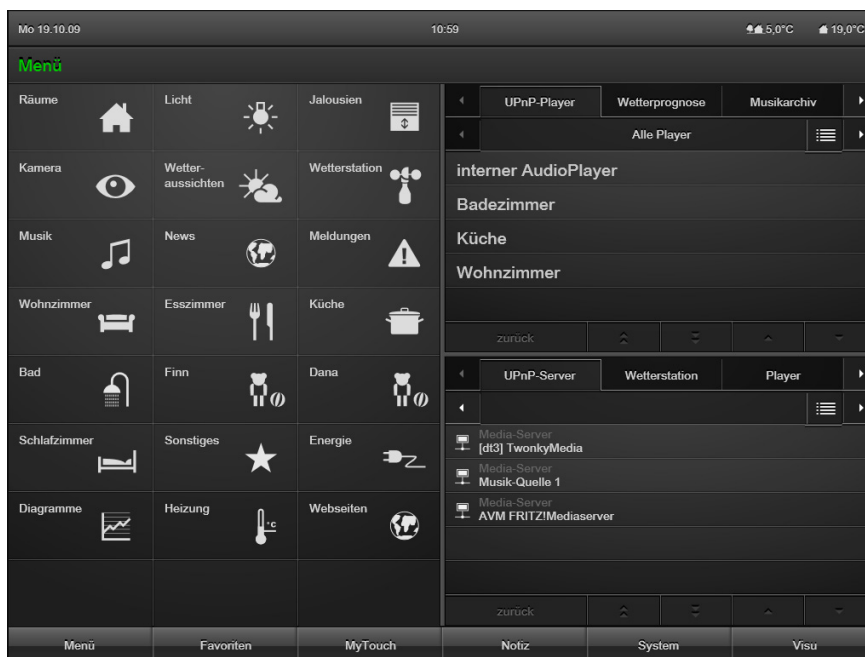 Mo 19.10.09 10:59 5,0°C 19,0°C
Menü
Räume Licht Jalousien
Kamera Wetter-aussichten Wetterstation
Musik News Meldungen
Wohnzimmer Esszimmer Küche
Bad Finn Dana
Schlafzimmer Sonstiges Energie
Diagramme Heizung °C Webseiten
UPnP-Player Wetterprognose Musikarchiv
Alle Player
interner AudioPlayer
Badezimmer
Küche
Wohnzimmer
zurück
UPnP-Server Wetterstation Player
Media-Server
[dt3] TwonkyMedia
Media-Server
Musik-Quelle 1
Media-Server
AVM FRITZ!Mediaserver
zurück
Menü Favoriten MyTouch Notiz System Visu